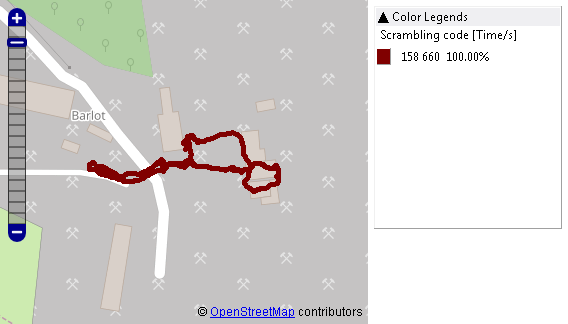 Barlot
© OpenStreetMap contributors
▲ Color Legends
Scrambling code [Time/s]
158 660 100.00%